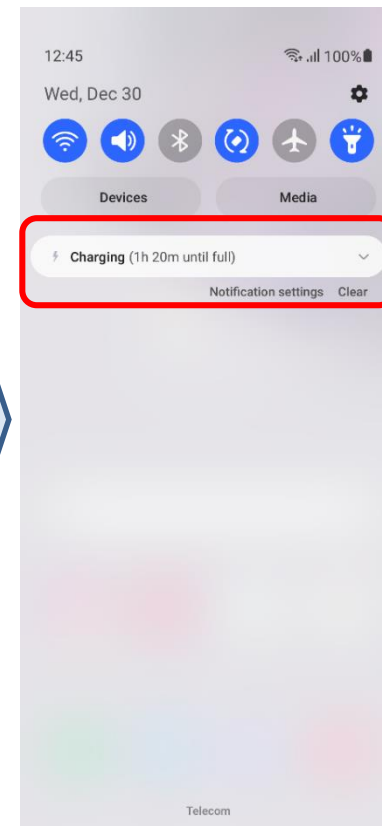 12:45 100%
Wed, Dec 30
Devices Media
Charging (1h 20m until full)
Notification settings Clear
Telecom